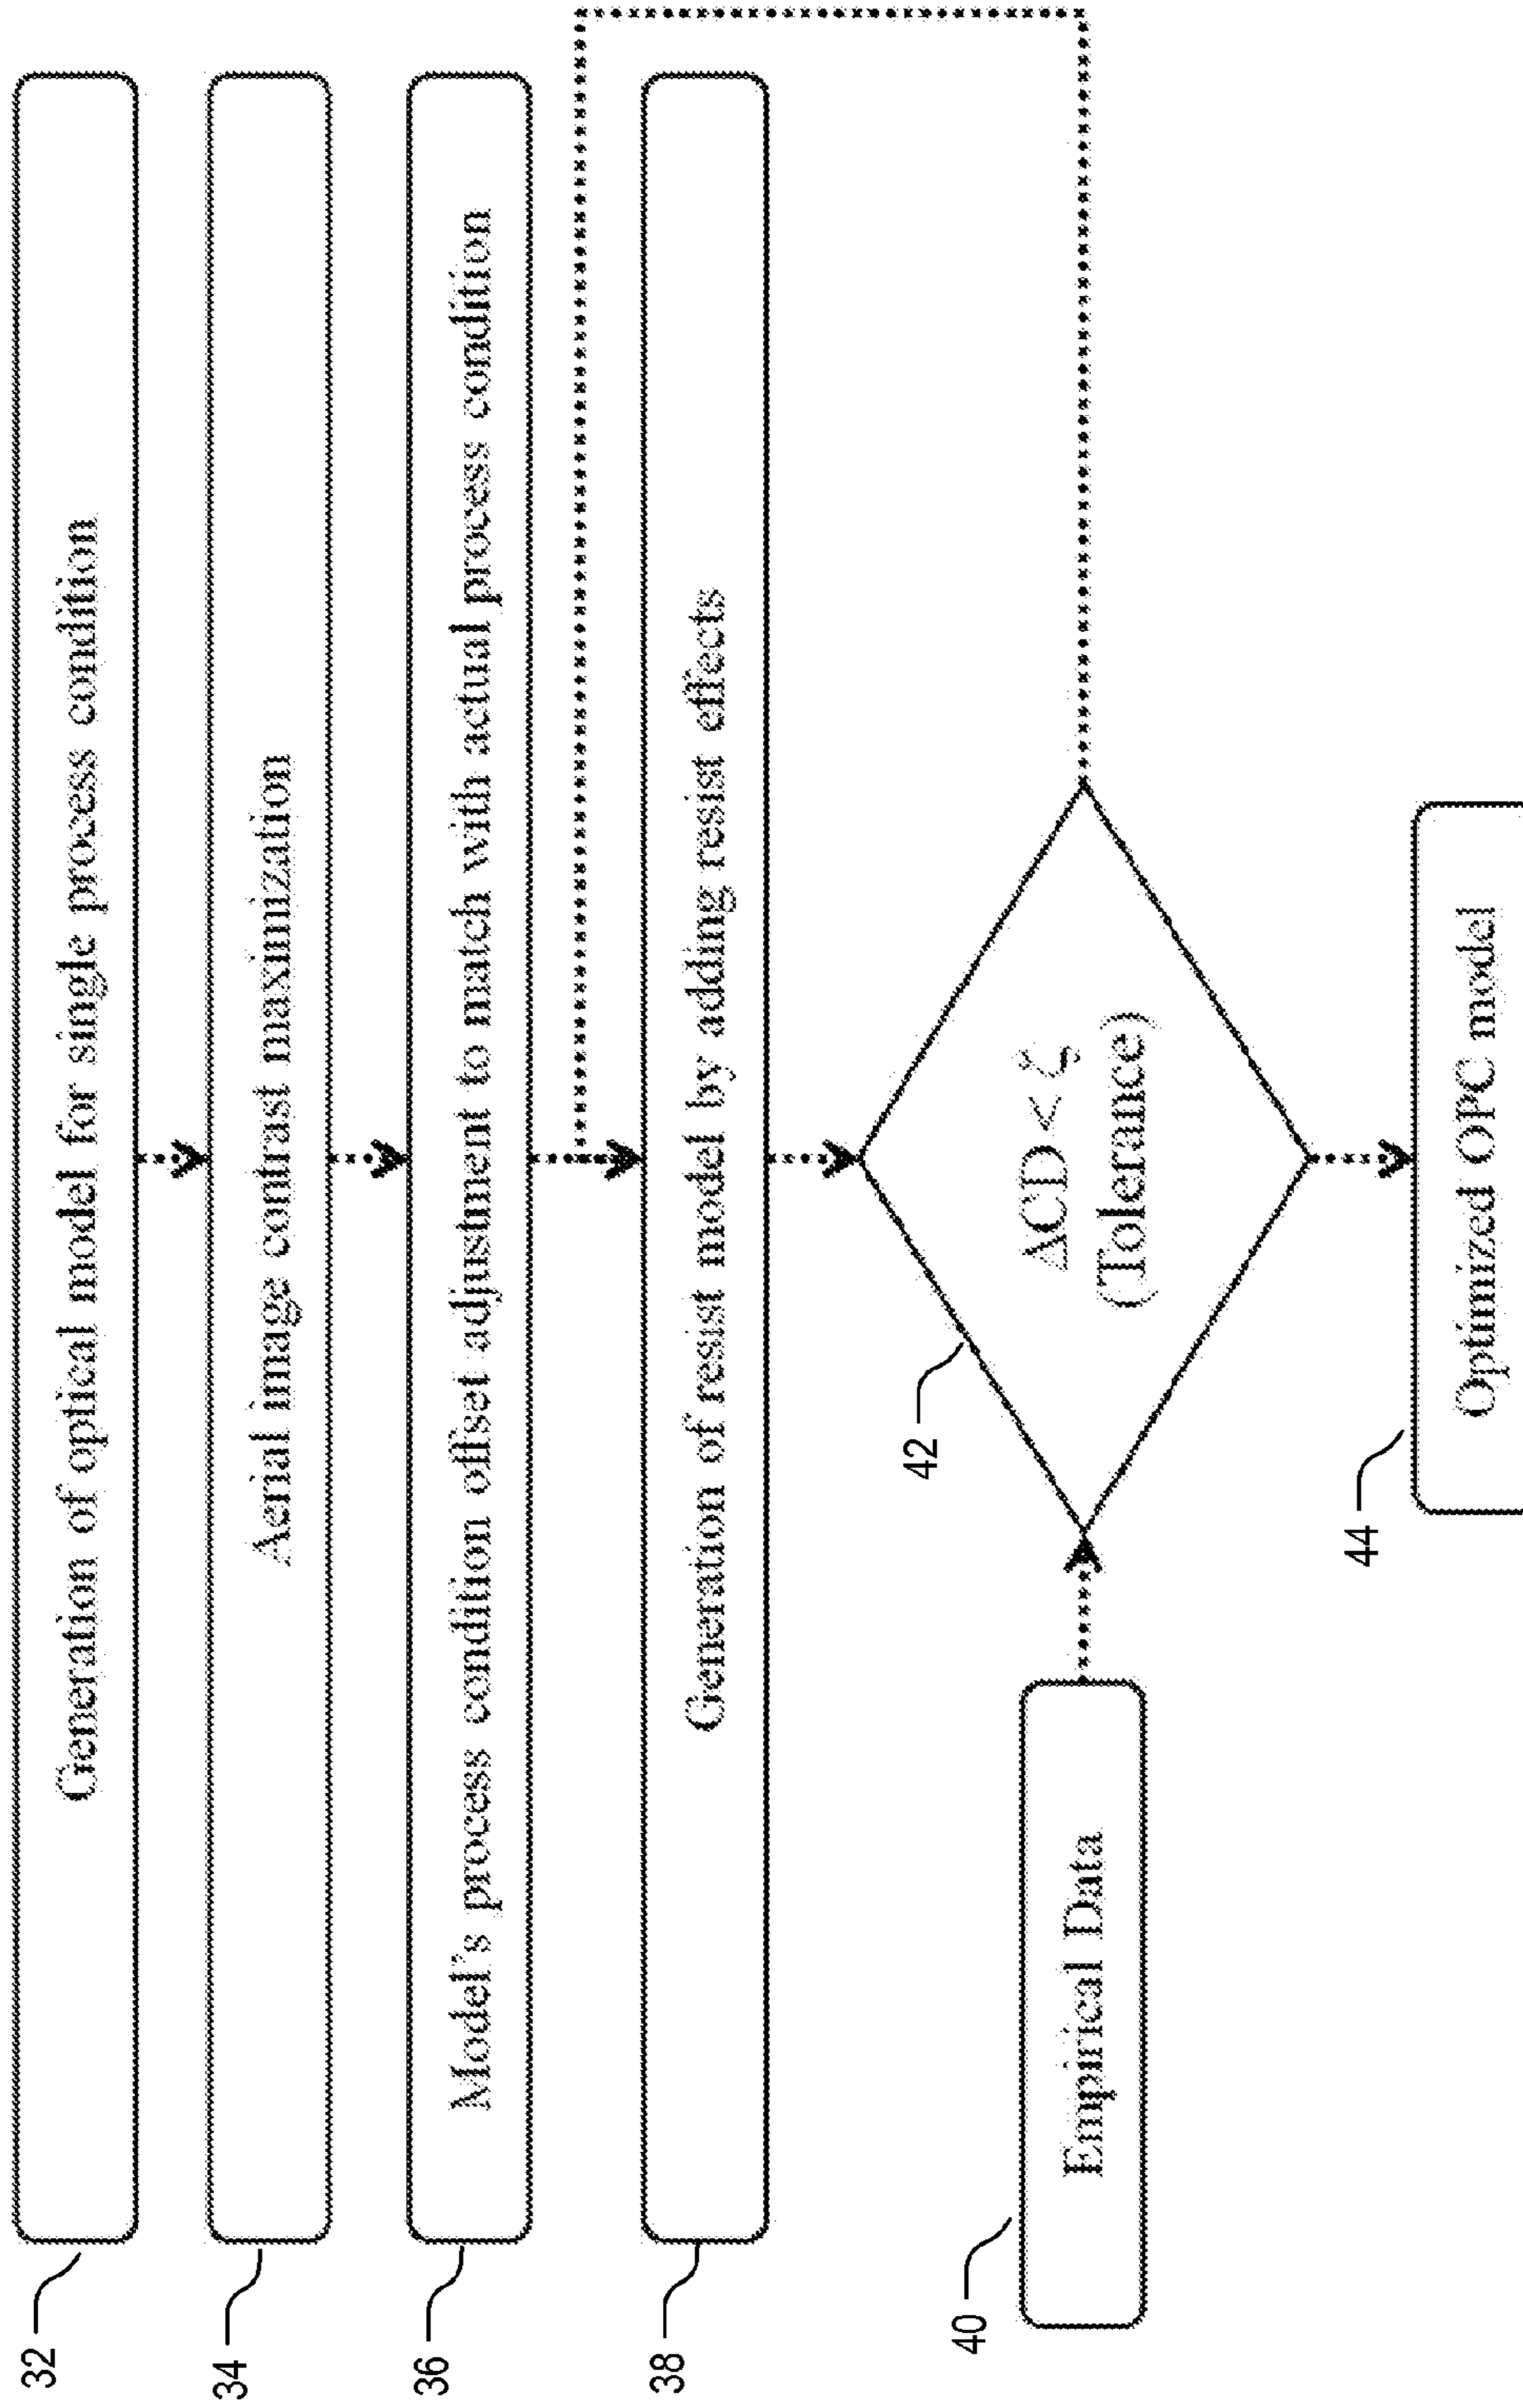 32
Generation of optical model for single process condition
34
Aerial image contrast maximization
36
Model's process condition offset adjustment to match with actual process condition
38
Generation of resist model by adding resist effects
40
Empirical Data
42
ΔCD < ζ
(Tolerance)
44
Optimized OPC model